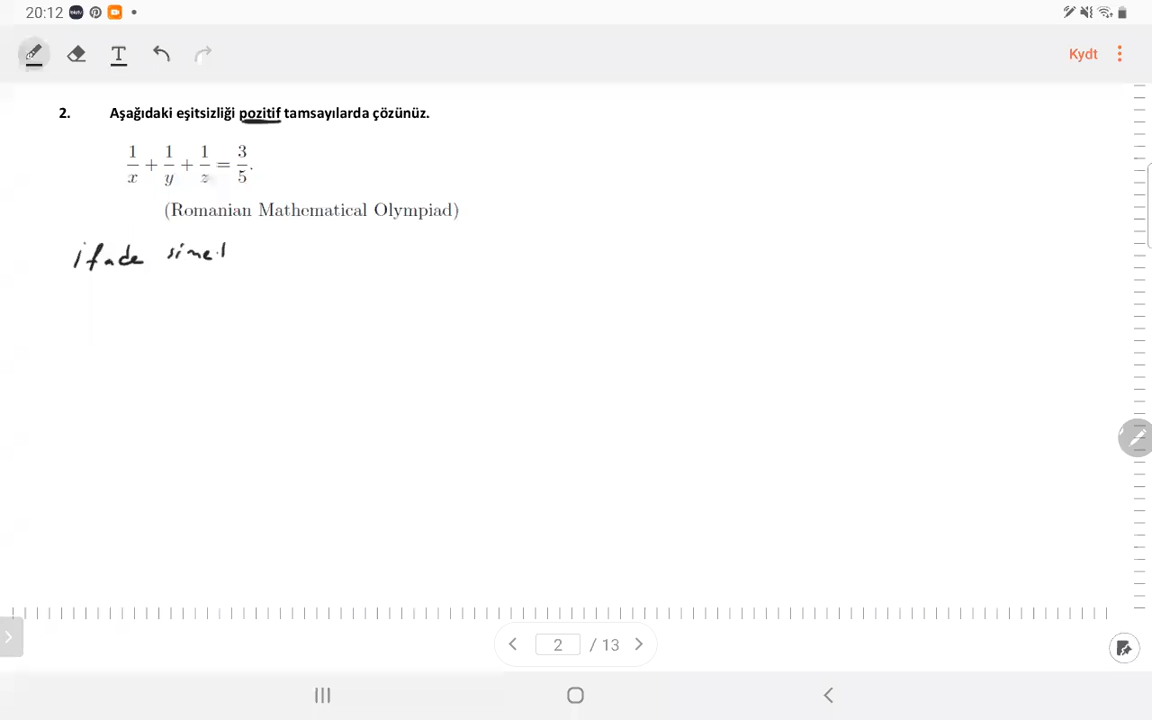 20:12
Kydt
2. Aşağıdaki eşitsizliği pozitif tamsayılarda çözünüz.
1/x + 1/y + 1/z = 3/5.
(Romanian Mathematical Olympiad)
ifade simet
2 / 13